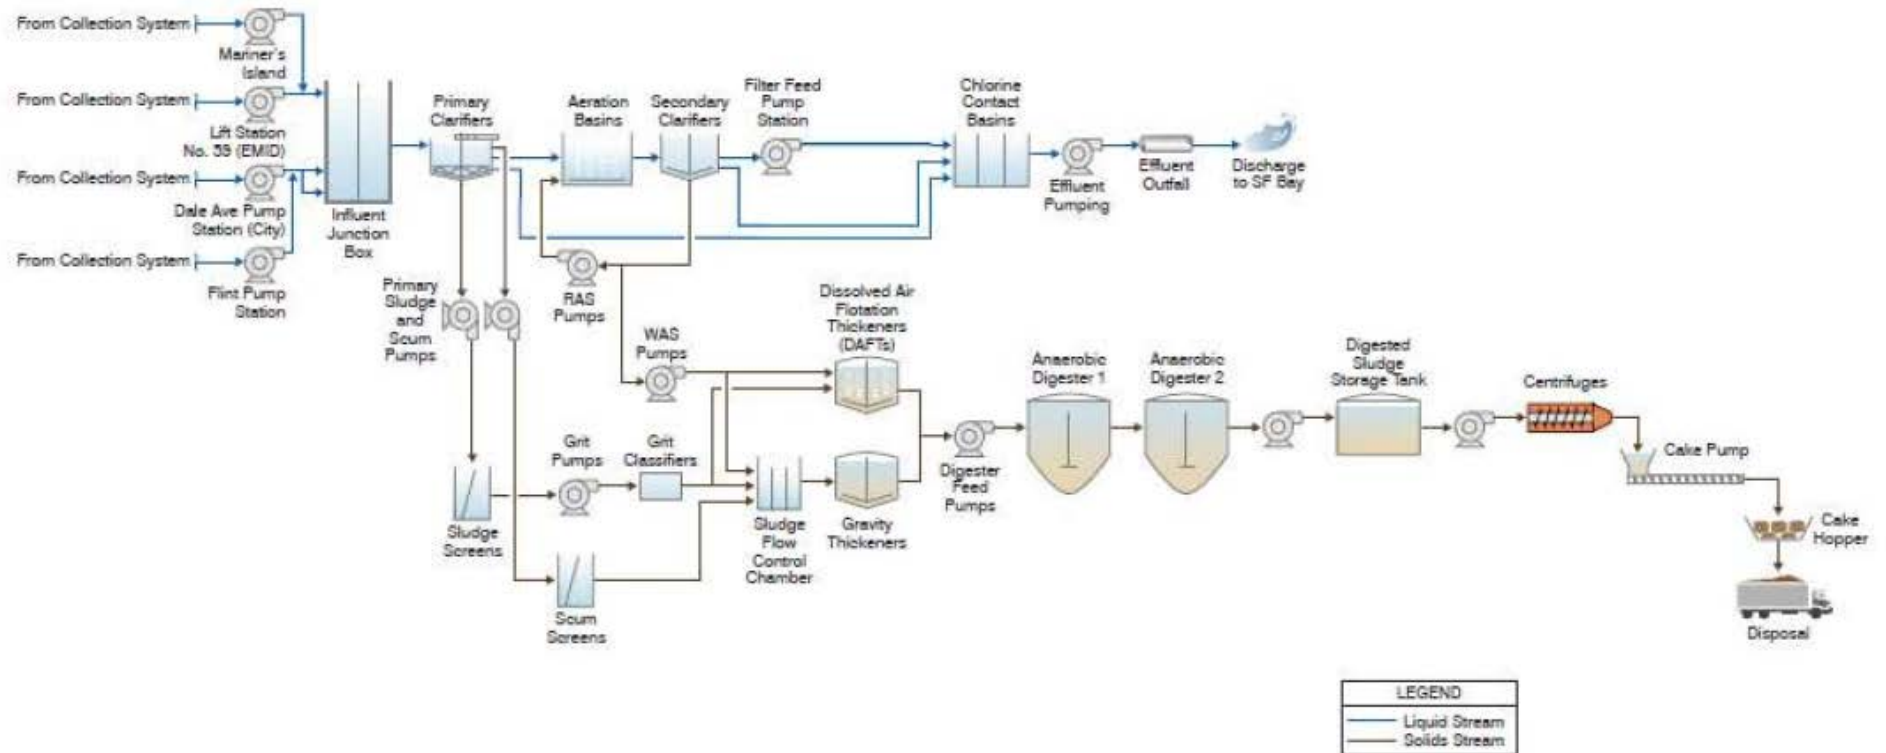 From Collection System
Mariner's
Island
From Collection System
Lift Station
No. 39 (EMID)
From Collection System
Dale Ave Pump
Station (City)
From Collection System
Flint Pump
Station
Influent
Junction
Box
Primary
Clarifiers
Aeration
Basins
Secondary
Clarifiers
Filter Feed
Pump
Station
Chlorine
Contact
Basins
Effluent
Pumping
Effluent
Outfall
Discharge
to SF Bay
Primary
Sludge
and
Scum
Pumps
RAS
Pumps
WAS
Pumps
Dissolved Air
Flotation
Thickeners
(DAFTs)
Grit
Pumps
Grit
Classifiers
Sludge
Screens
Scum
Screens
Sludge
Flow
Control
Chamber
Gravity
Thickeners
Digester
Feed
Pumps
Anaerobic
Digester 1
Anaerobic
Digester 2
Digested
Sludge
Storage Tank
Centrifuges
Cake Pump
Cake
Hopper
Disposal
LEGEND
Liquid Stream
Solids Stream